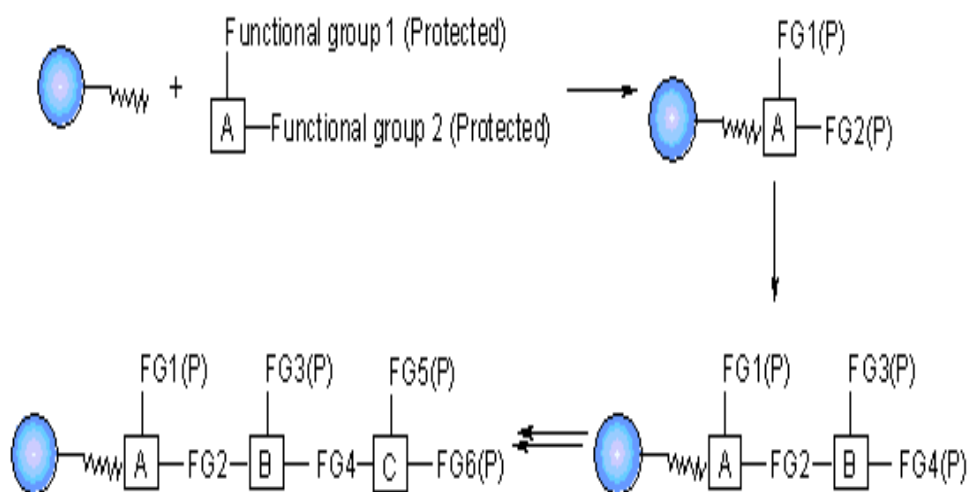 Functional group 1 (Protected)
+
A
Functional group 2 (Protected)
FG1(P)
A
FG2(P)
FG1(P)
FG3(P)
FG5(P)
A
FG2
B
FG4
C
FG6(P)
FG1(P)
FG3(P)
A
FG2
B
FG4(P)